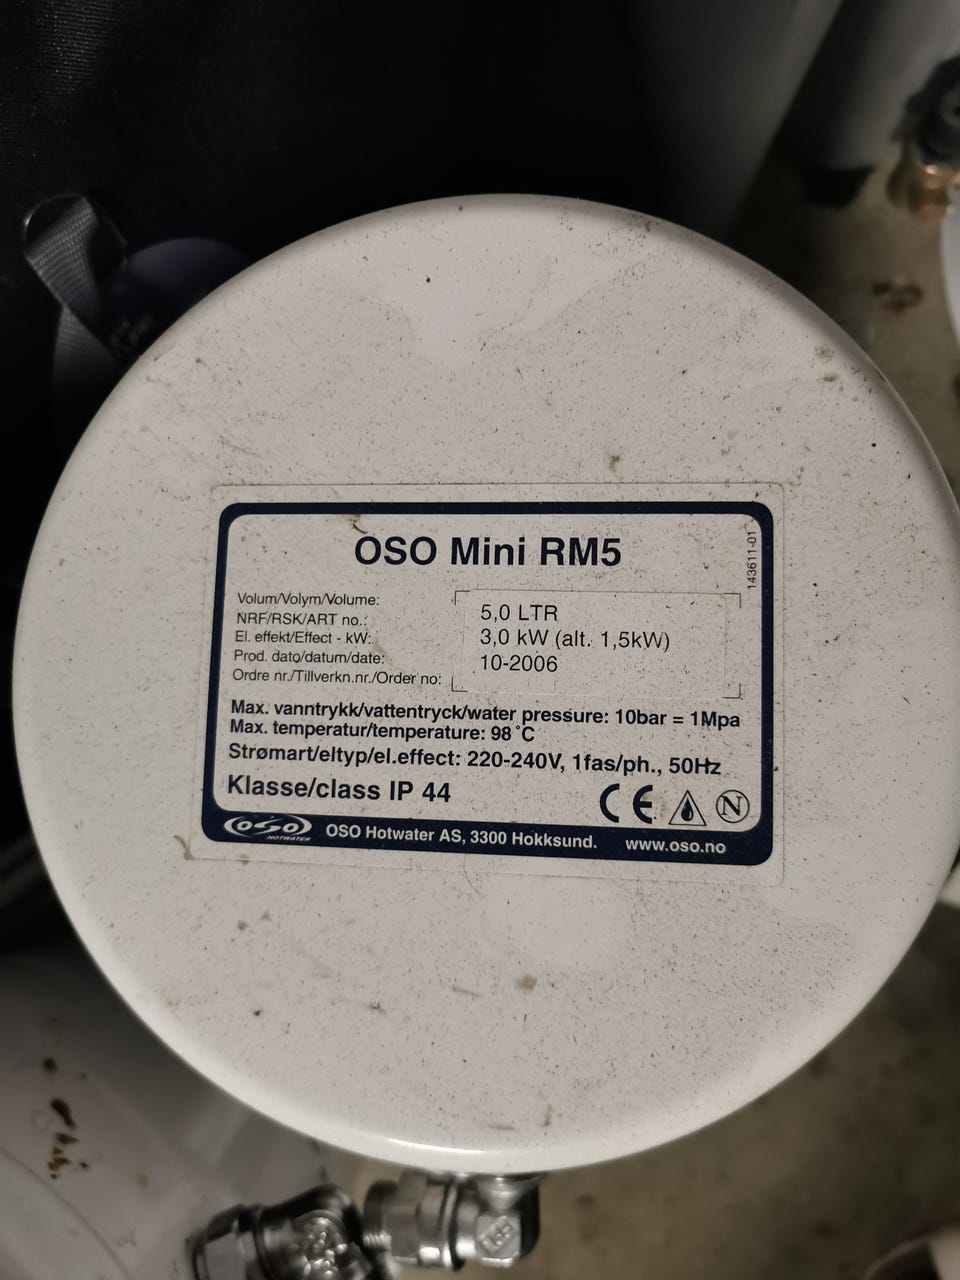 OSO Mini RM5
143611-01
Volum/Volym/Volume:
NRF/RSK/ART no.: 5,0 LTR
El. effekt/Effect - kW: 3,0 kW (alt. 1,5kW)
Prod. dato/datum/date: 10-2006
Ordre nr./Tillverkn.nr./Order no:
Max. vanntrykk/vattentryck/water pressure: 10bar = 1Mpa
Max. temperatur/temperature: 98°C
Strømart/eltyp/el.effect: 220-240V, 1fas/ph., 50Hz
Klasse/class IP 44
CE N
OSO HOTWATER OSO Hotwater AS, 3300 Hokksund. www.oso.no